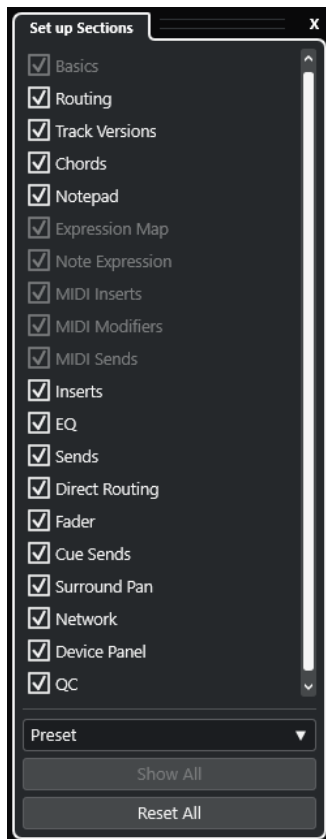 Set up Sections
X
Basics
Routing
Track Versions
Chords
Notepad
Expression Map
Note Expression
MIDI Inserts
MIDI Modifiers
MIDI Sends
Inserts
EQ
Sends
Direct Routing
Fader
Cue Sends
Surround Pan
Network
Device Panel
QC
Preset
Show All
Reset All